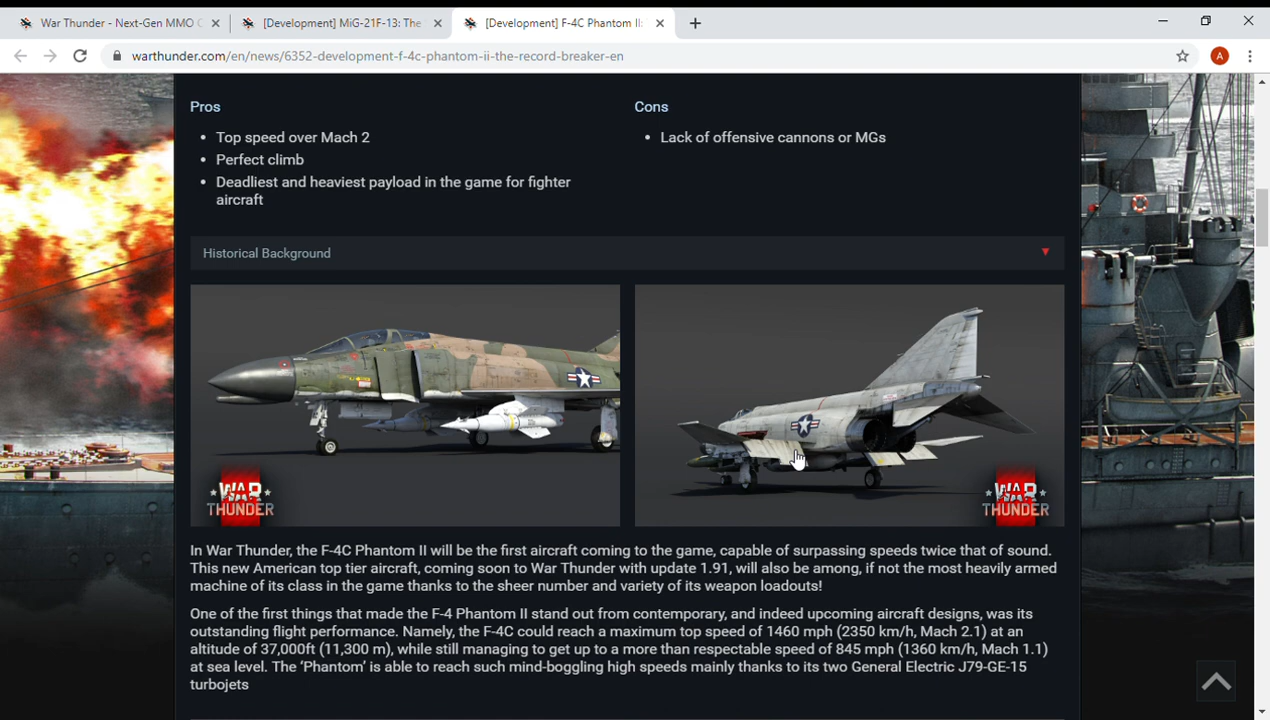 War Thunder - Next-Gen MMO C
[Development] MiG-21F-13: The
[Development] F-4C Phantom II:
warthunder.com/en/news/6352-development-f-4c-phantom-ii-the-record-breaker-en
A
Pros
Cons
• Top speed over Mach 2
• Lack of offensive cannons or MGs
• Perfect climb
• Deadliest and heaviest payload in the game for fighter
aircraft
Historical Background
WAR
THUNDER
WAR
THUNDER
In War Thunder, the F-4C Phantom II will be the first aircraft coming to the game, capable of surpassing speeds twice that of sound.
This new American top tier aircraft, coming soon to War Thunder with update 1.91, will also be among, if not the most heavily armed
machine of its class in the game thanks to the sheer number and variety of its weapon loadouts!
One of the first things that made the F-4 Phantom II stand out from contemporary, and indeed upcoming aircraft designs, was its
outstanding flight performance. Namely, the F-4C could reach a maximum top speed of 1460 mph (2350 km/h, Mach 2.1) at an
altitude of 37,000ft (11,300 m), while still managing to get up to a more than respectable speed of 845 mph (1360 km/h, Mach 1.1)
at sea level. The ‘Phantom’ is able to reach such mind-boggling high speeds mainly thanks to its two General Electric J79-GE-15
turbojets